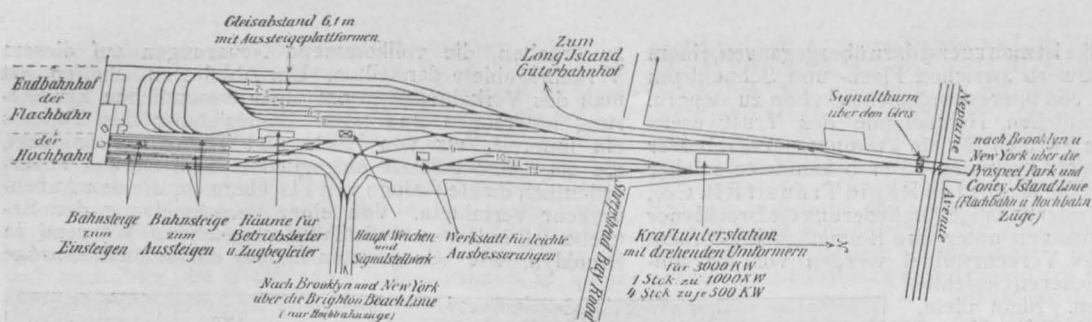 Gleisabstand 6,1 m
mit Aussteigeplattformen
Zum
Long Island
Güterbahnhof
Endbahnhof
der
Flachbahn
der
Hochbahn
Signalthurm
über dem Gleis
Neptune
Avenue
nach Brooklyn u
New York über die
Prospect Park und
Coney Island Linie
(Flachbahn u Hochbahn
Züge)
Bahnsteige
zum
Einsteigen
Bahnsteige
zum
Aussteigen
Räume f.
Betriebsleiter
u Zugbegleiter
Haupt Weichen
und
Signalstellwerk
Werkstatt für leichte
Ausbesserungen
Nach Brooklyn und New York
über die Brighton Beach Linie
(nur Hochbahnzüge)
Sheepshead Bay Road
Kraftunterstation
mit drehenden Umformern
für 3000 KW
1 Stck. zu 1000 KW
4 Stck zu je 500 KW
N